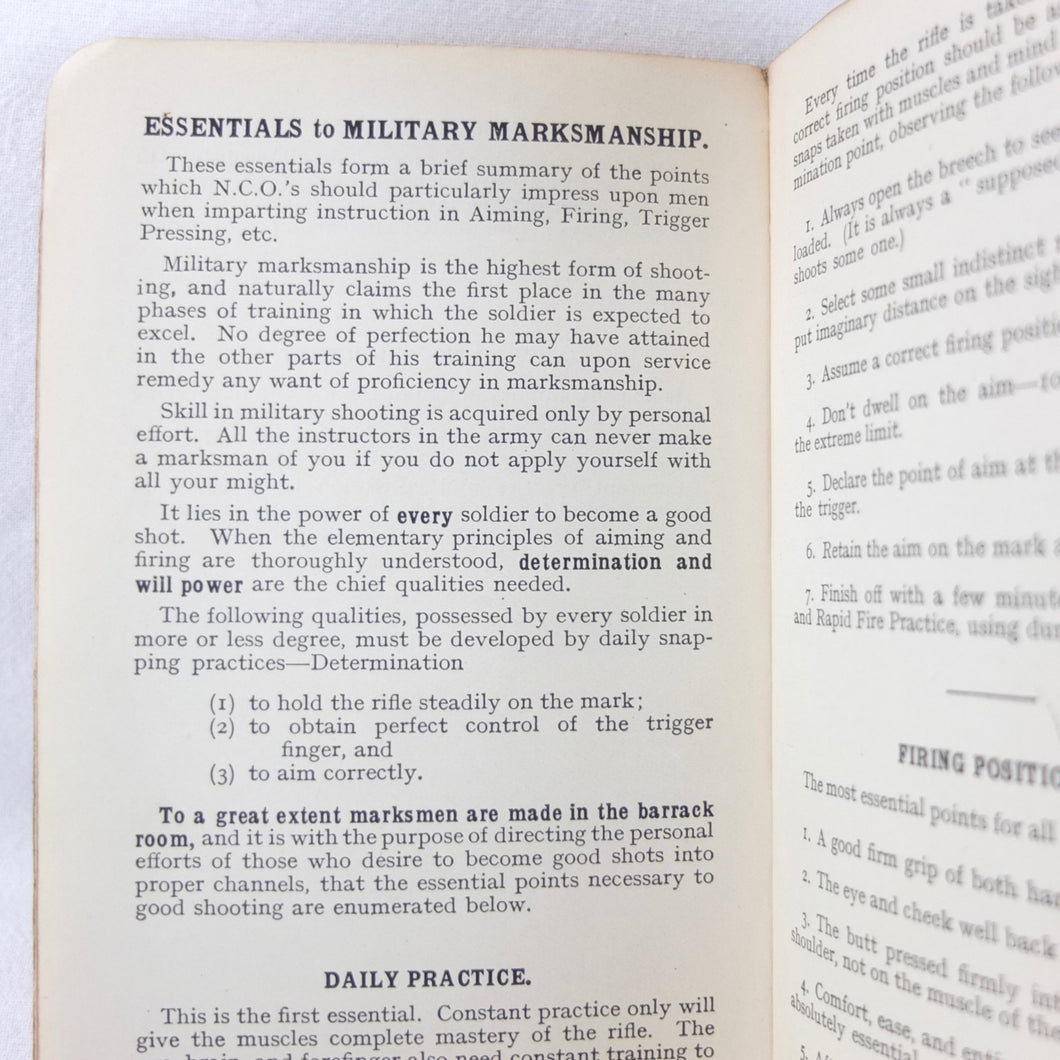 ESSENTIALS to MILITARY MARKSMANSHIP.
These essentials form a brief summary of the points
which N.C.O.'s should particularly impress upon men
when imparting instruction in Aiming, Firing, Trigger
Pressing, etc.
Military marksmanship is the highest form of shoot-
ing, and naturally claims the first place in the many
phases of training in which the soldier is expected to
excel. No degree of perfection he may have attained
in the other parts of his training can upon service
remedy any want of proficiency in marksmanship.
Skill in military shooting is acquired only by personal
effort. All the instructors in the army can never make
a marksman of you if you do not apply yourself with
all your might.
It lies in the power of every soldier to become a good
shot. When the elementary principles of aiming and
firing are thoroughly understood, determination and
will power are the chief qualities needed.
The following qualities, possessed by every soldier in
more or less degree, must be developed by daily snap-
ping practices—Determination
(1) to hold the rifle steadily on the mark;
(2) to obtain perfect control of the trigger
finger, and
(3) to aim correctly.
To a great extent marksmen are made in the barrack
room, and it is with the purpose of directing the personal
efforts of those who desire to become good shots into
proper channels, that the essential points necessary to
good shooting are enumerated below.
DAILY PRACTICE.
This is the first essential. Constant practice only will
give the muscles complete mastery of the rifle. The
brain, and forefinger also need constant training to
Every time the rifle is
correct firing position should be
snaps taken with muscles and mind
mination point, observing the
1. Always open the breech to see
loaded. (It is always a "supposed
shoots some one.)
2. Select some small indistinct
put imaginary distance on the
3. Assume a correct firing
4. Don't dwell on the aim—
the extreme limit.
5. Declare the point of aim at
the trigger.
6. Retain the aim on the mark
7. Finish off with a few
and Rapid Fire Practice, using
FIRING
The most essential points for all
1. A good firm grip of both
2. The eye and cheek well back
3. The butt pressed firmly
shoulder, not on the muscle of
4. Comfort, ease, and
absolutely essential
5.